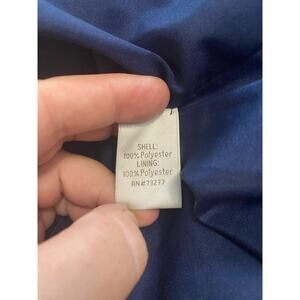 SHELL:
100% Polyester
LINING:
100% Polyester
RN#73277